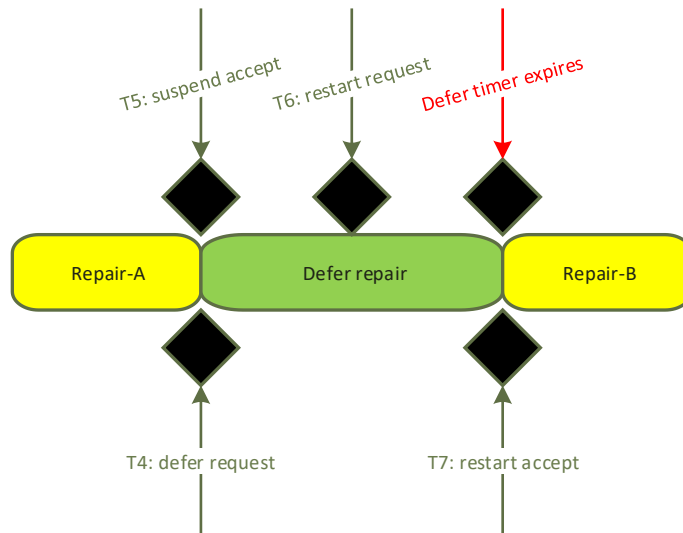 T5: suspend accept
T6: restart request
Defer timer expires
Repair-A
Defer repair
Repair-B
T4: defer request
T7: restart accept